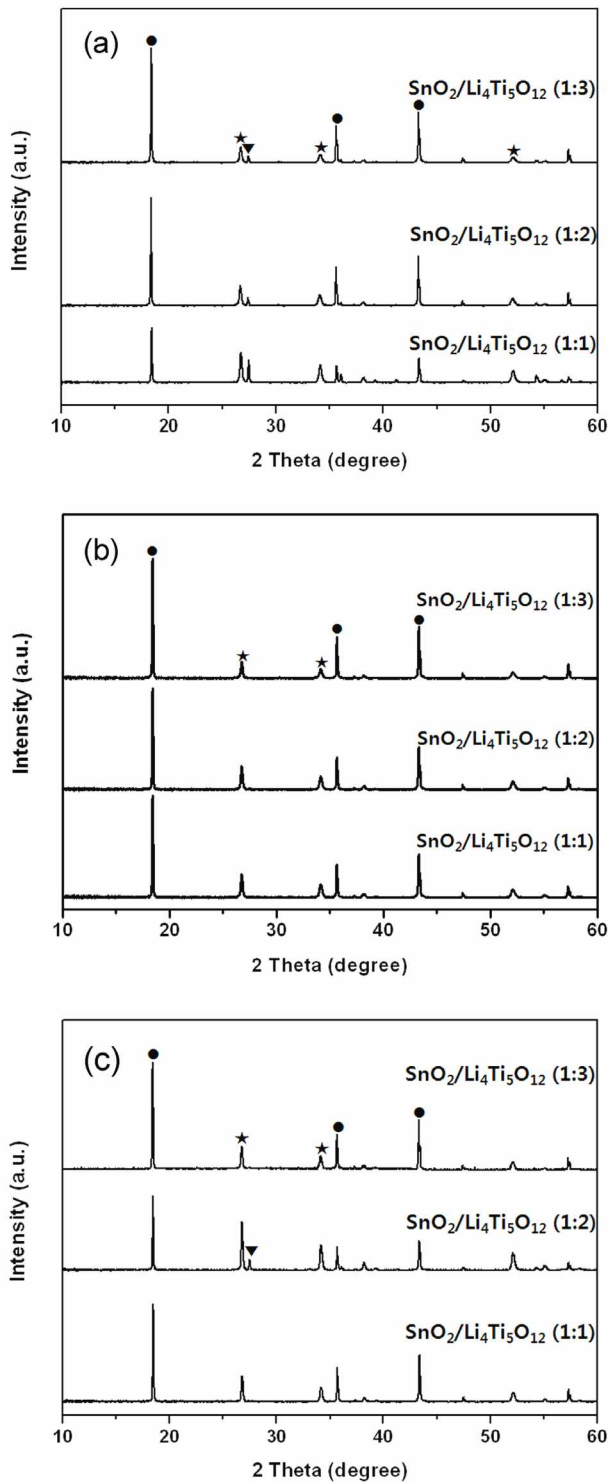 (a)
SnO2/Li4Ti5O12 (1:3)
SnO2/Li4Ti5O12 (1:2)
SnO2/Li4Ti5O12 (1:1)
Intensity (a.u.)
10 20 30 40 50 60
2 Theta (degree)
(b)
SnO2/Li4Ti5O12 (1:3)
SnO2/Li4Ti5O12 (1:2)
SnO2/Li4Ti5O12 (1:1)
Intensity (a.u.)
10 20 30 40 50 60
2 Theta (degree)
(c)
SnO2/Li4Ti5O12 (1:3)
SnO2/Li4Ti5O12 (1:2)
SnO2/Li4Ti5O12 (1:1)
Intensity (a.u.)
10 20 30 40 50 60
2 Theta (degree)